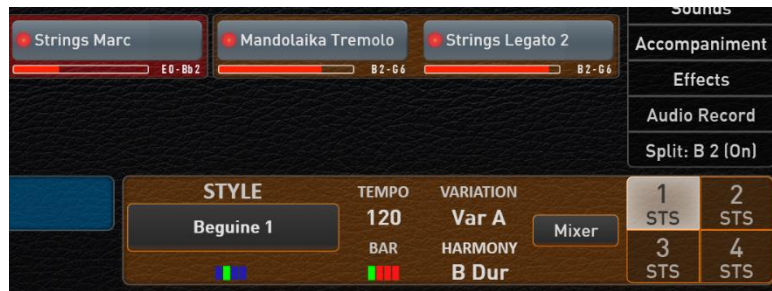 Sounds
Strings Marc
Mandolaika Tremolo
Strings Legato 2
Accompaniment
E0-Bb2
B2-G6
B2-G6
Effects
Audio Record
Split: B 2 (On)
STYLE
TEMPO
VARIATION
1
STS
2
STS
Beguine 1
120
Var A
Mixer
BAR
HARMONY
B Dur
3
STS
4
STS